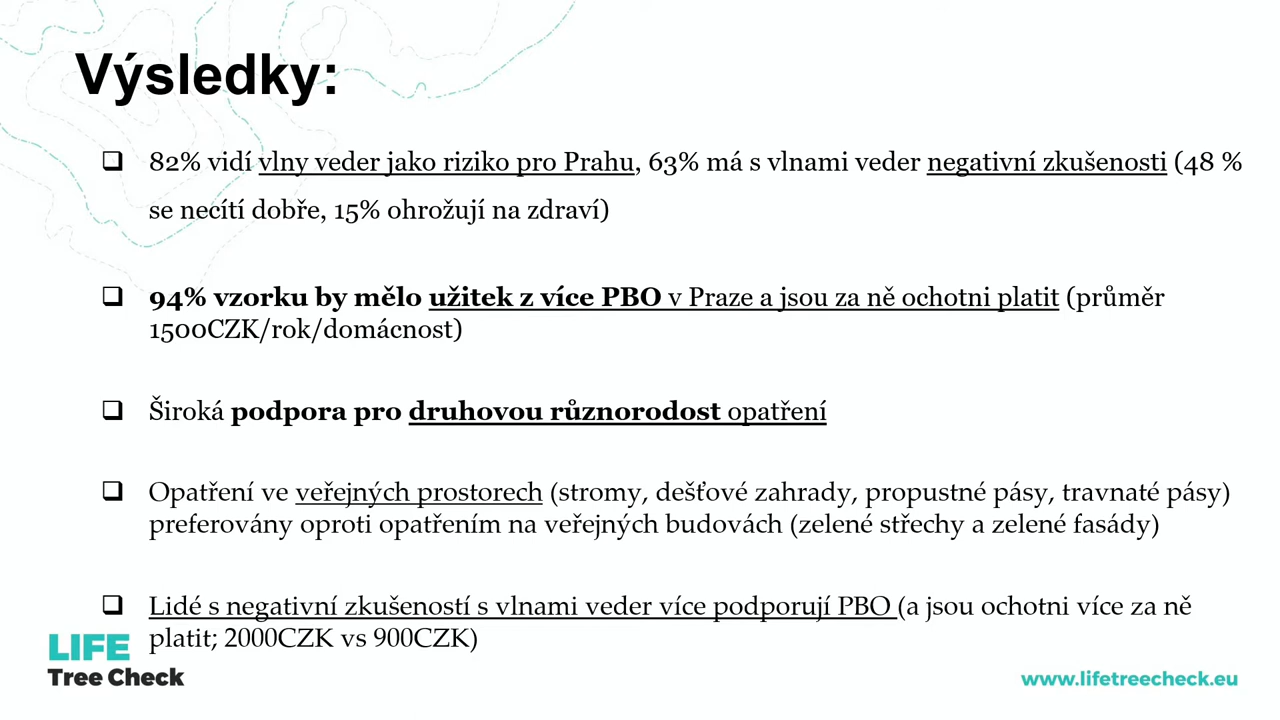 Výsledky:
82% vidí vlny veder jako riziko pro Prahu, 63% má s vlnami veder negativní zkušenosti (48 %
se necítí dobře, 15% ohrožují na zdraví)
94% vzorku by mělo užitek z více PBO v Praze a jsou za ně ochotni platit (průměr
1500CZK/rok/domácnost)
Široká podpora pro druhovou různorodost opatření
Opatření ve veřejných prostorech (stromy, dešťové zahrady, propustné pásy, travnaté pásy)
preferovány oproti opatřením na veřejných budovách (zelené střechy a zelené fasády)
Lidé s negativní zkušeností s vlnami veder více podporují PBO (a jsou ochotni více za ně
platit; 2000CZK vs 900CZK)
LIFE
Tree Check
www.lifetreecheck.eu